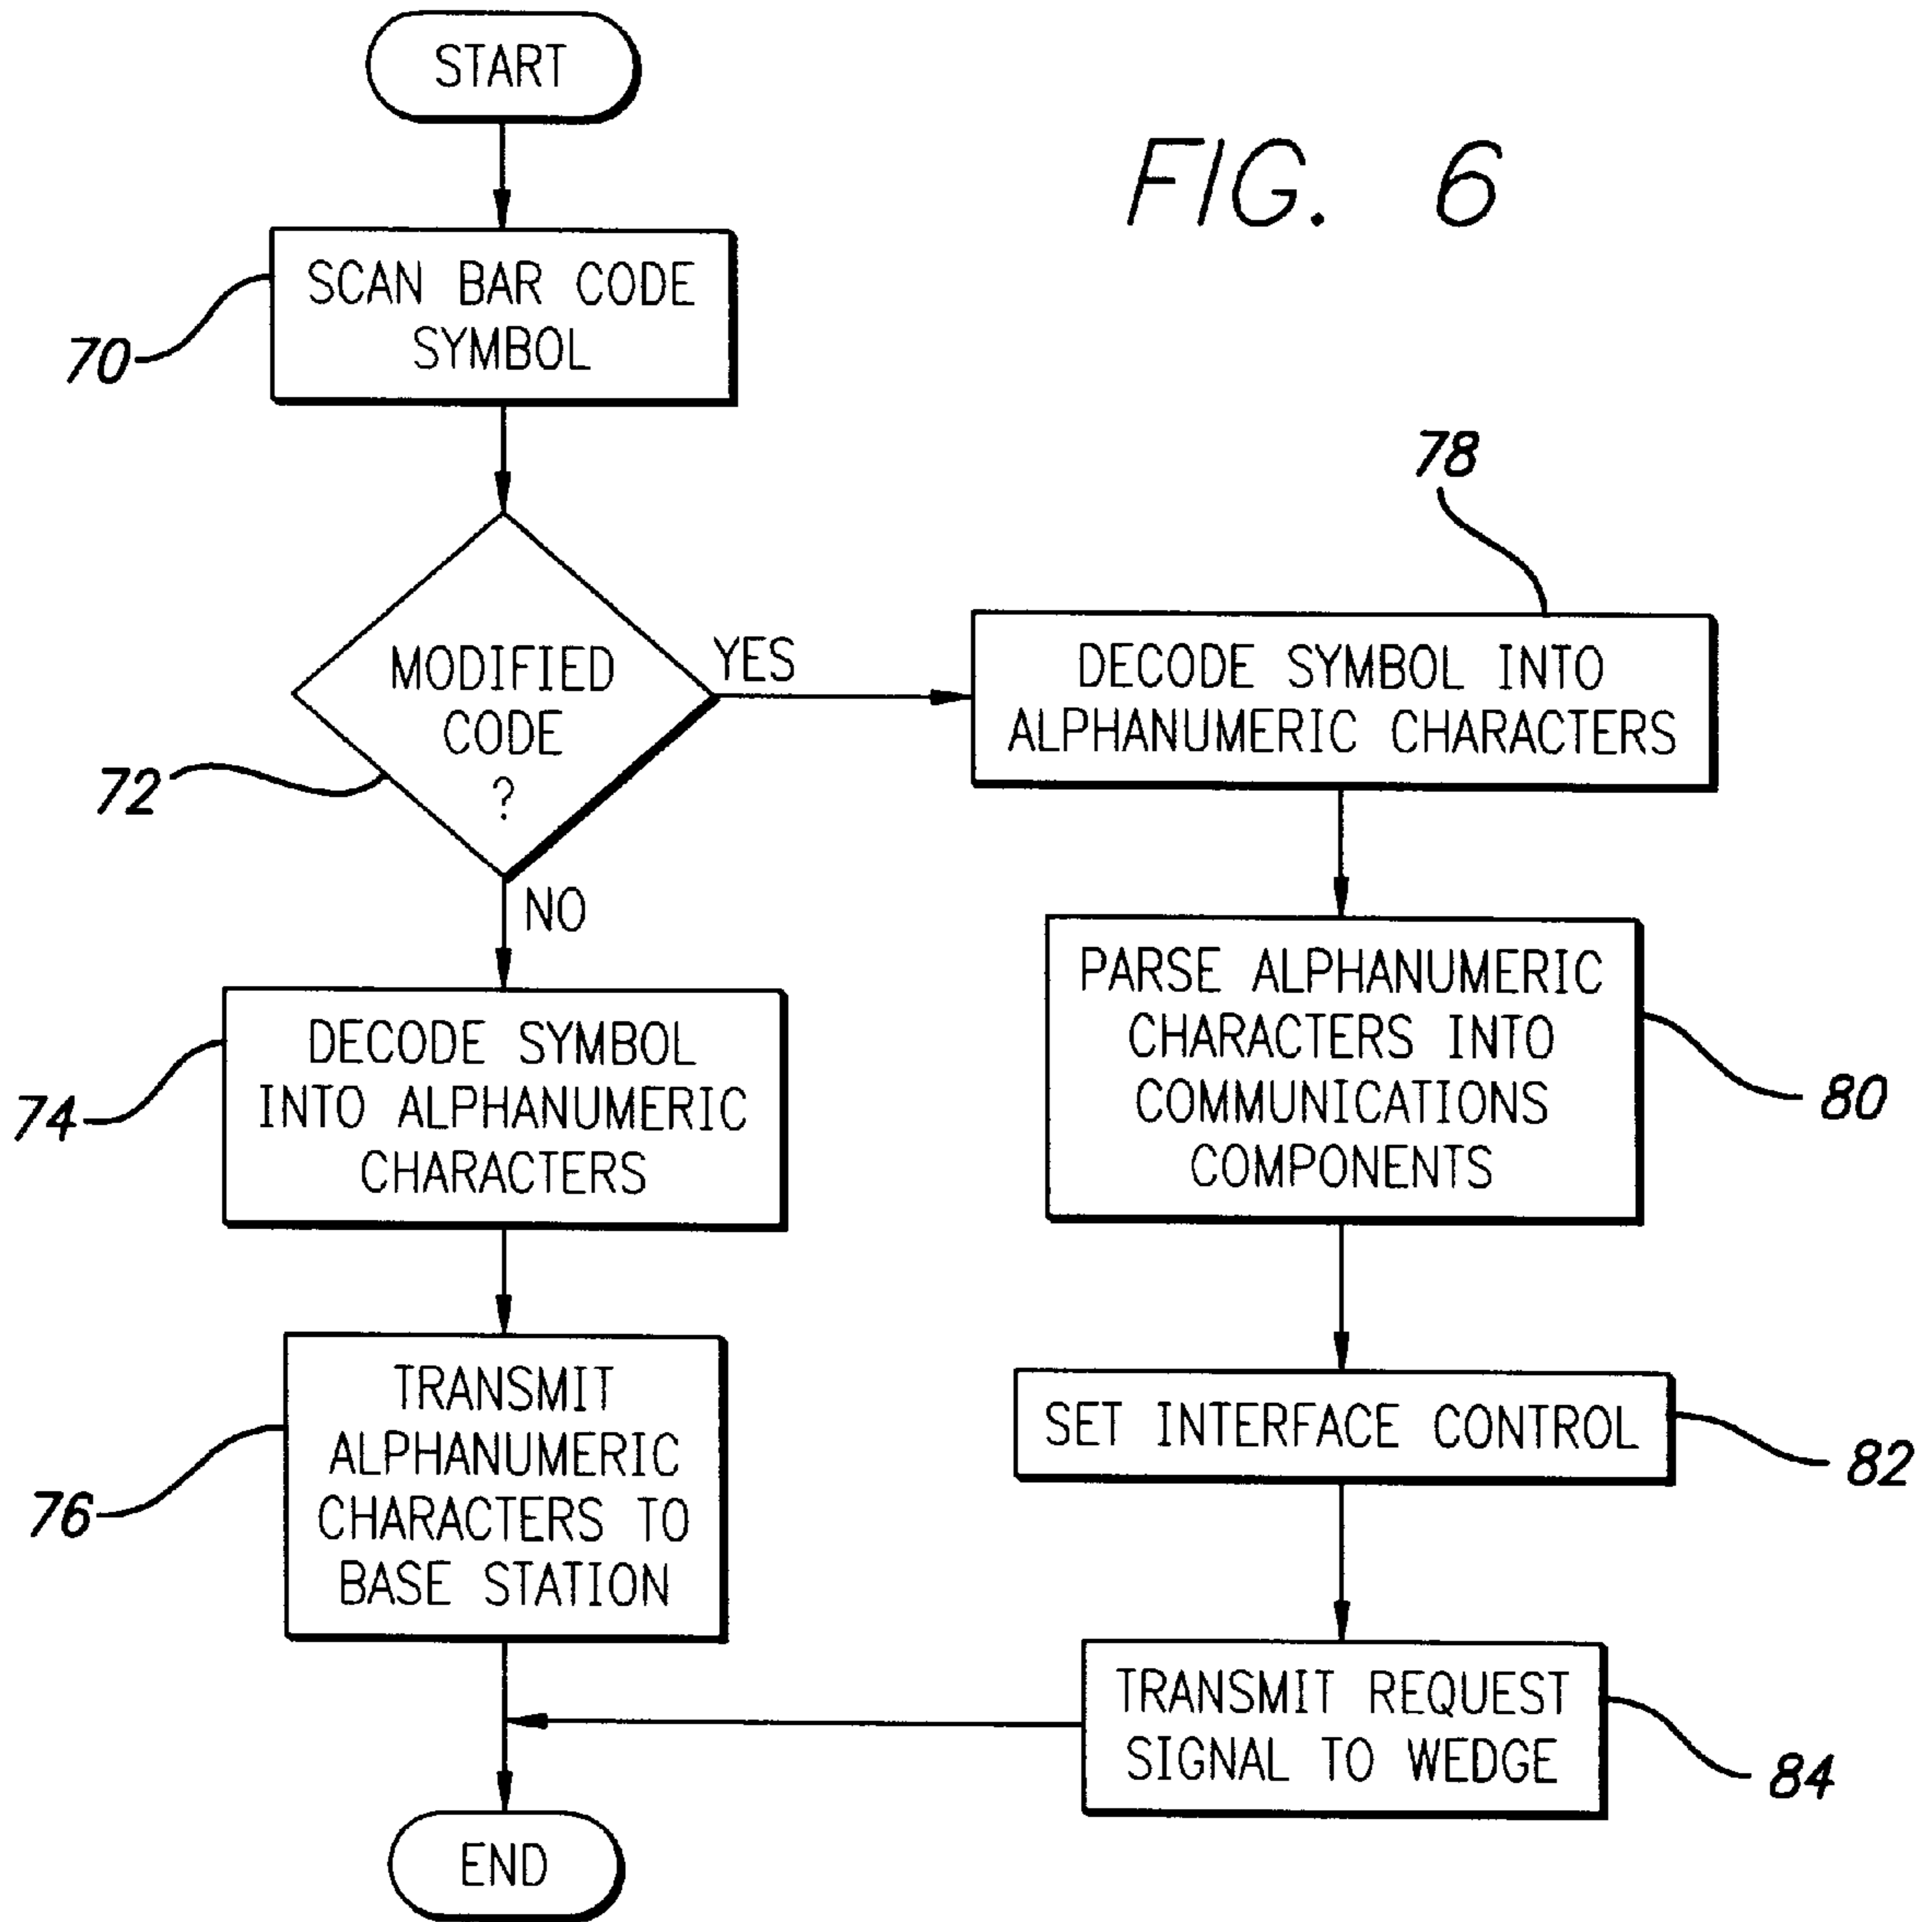 START
FIG. 6
SCAN BAR CODE
SYMBOL
70
78
MODIFIED
CODE
?
YES
72
NO
DECODE SYMBOL INTO
ALPHANUMERIC CHARACTERS
DECODE SYMBOL
INTO ALPHANUMERIC
CHARACTERS
74
PARSE ALPHANUMERIC
CHARACTERS INTO
COMMUNICATIONS
COMPONENTS
80
TRANSMIT
ALPHANUMERIC
CHARACTERS TO
BASE STATION
76
SET INTERFACE CONTROL
82
TRANSMIT REQUEST
SIGNAL TO WEDGE
84
END